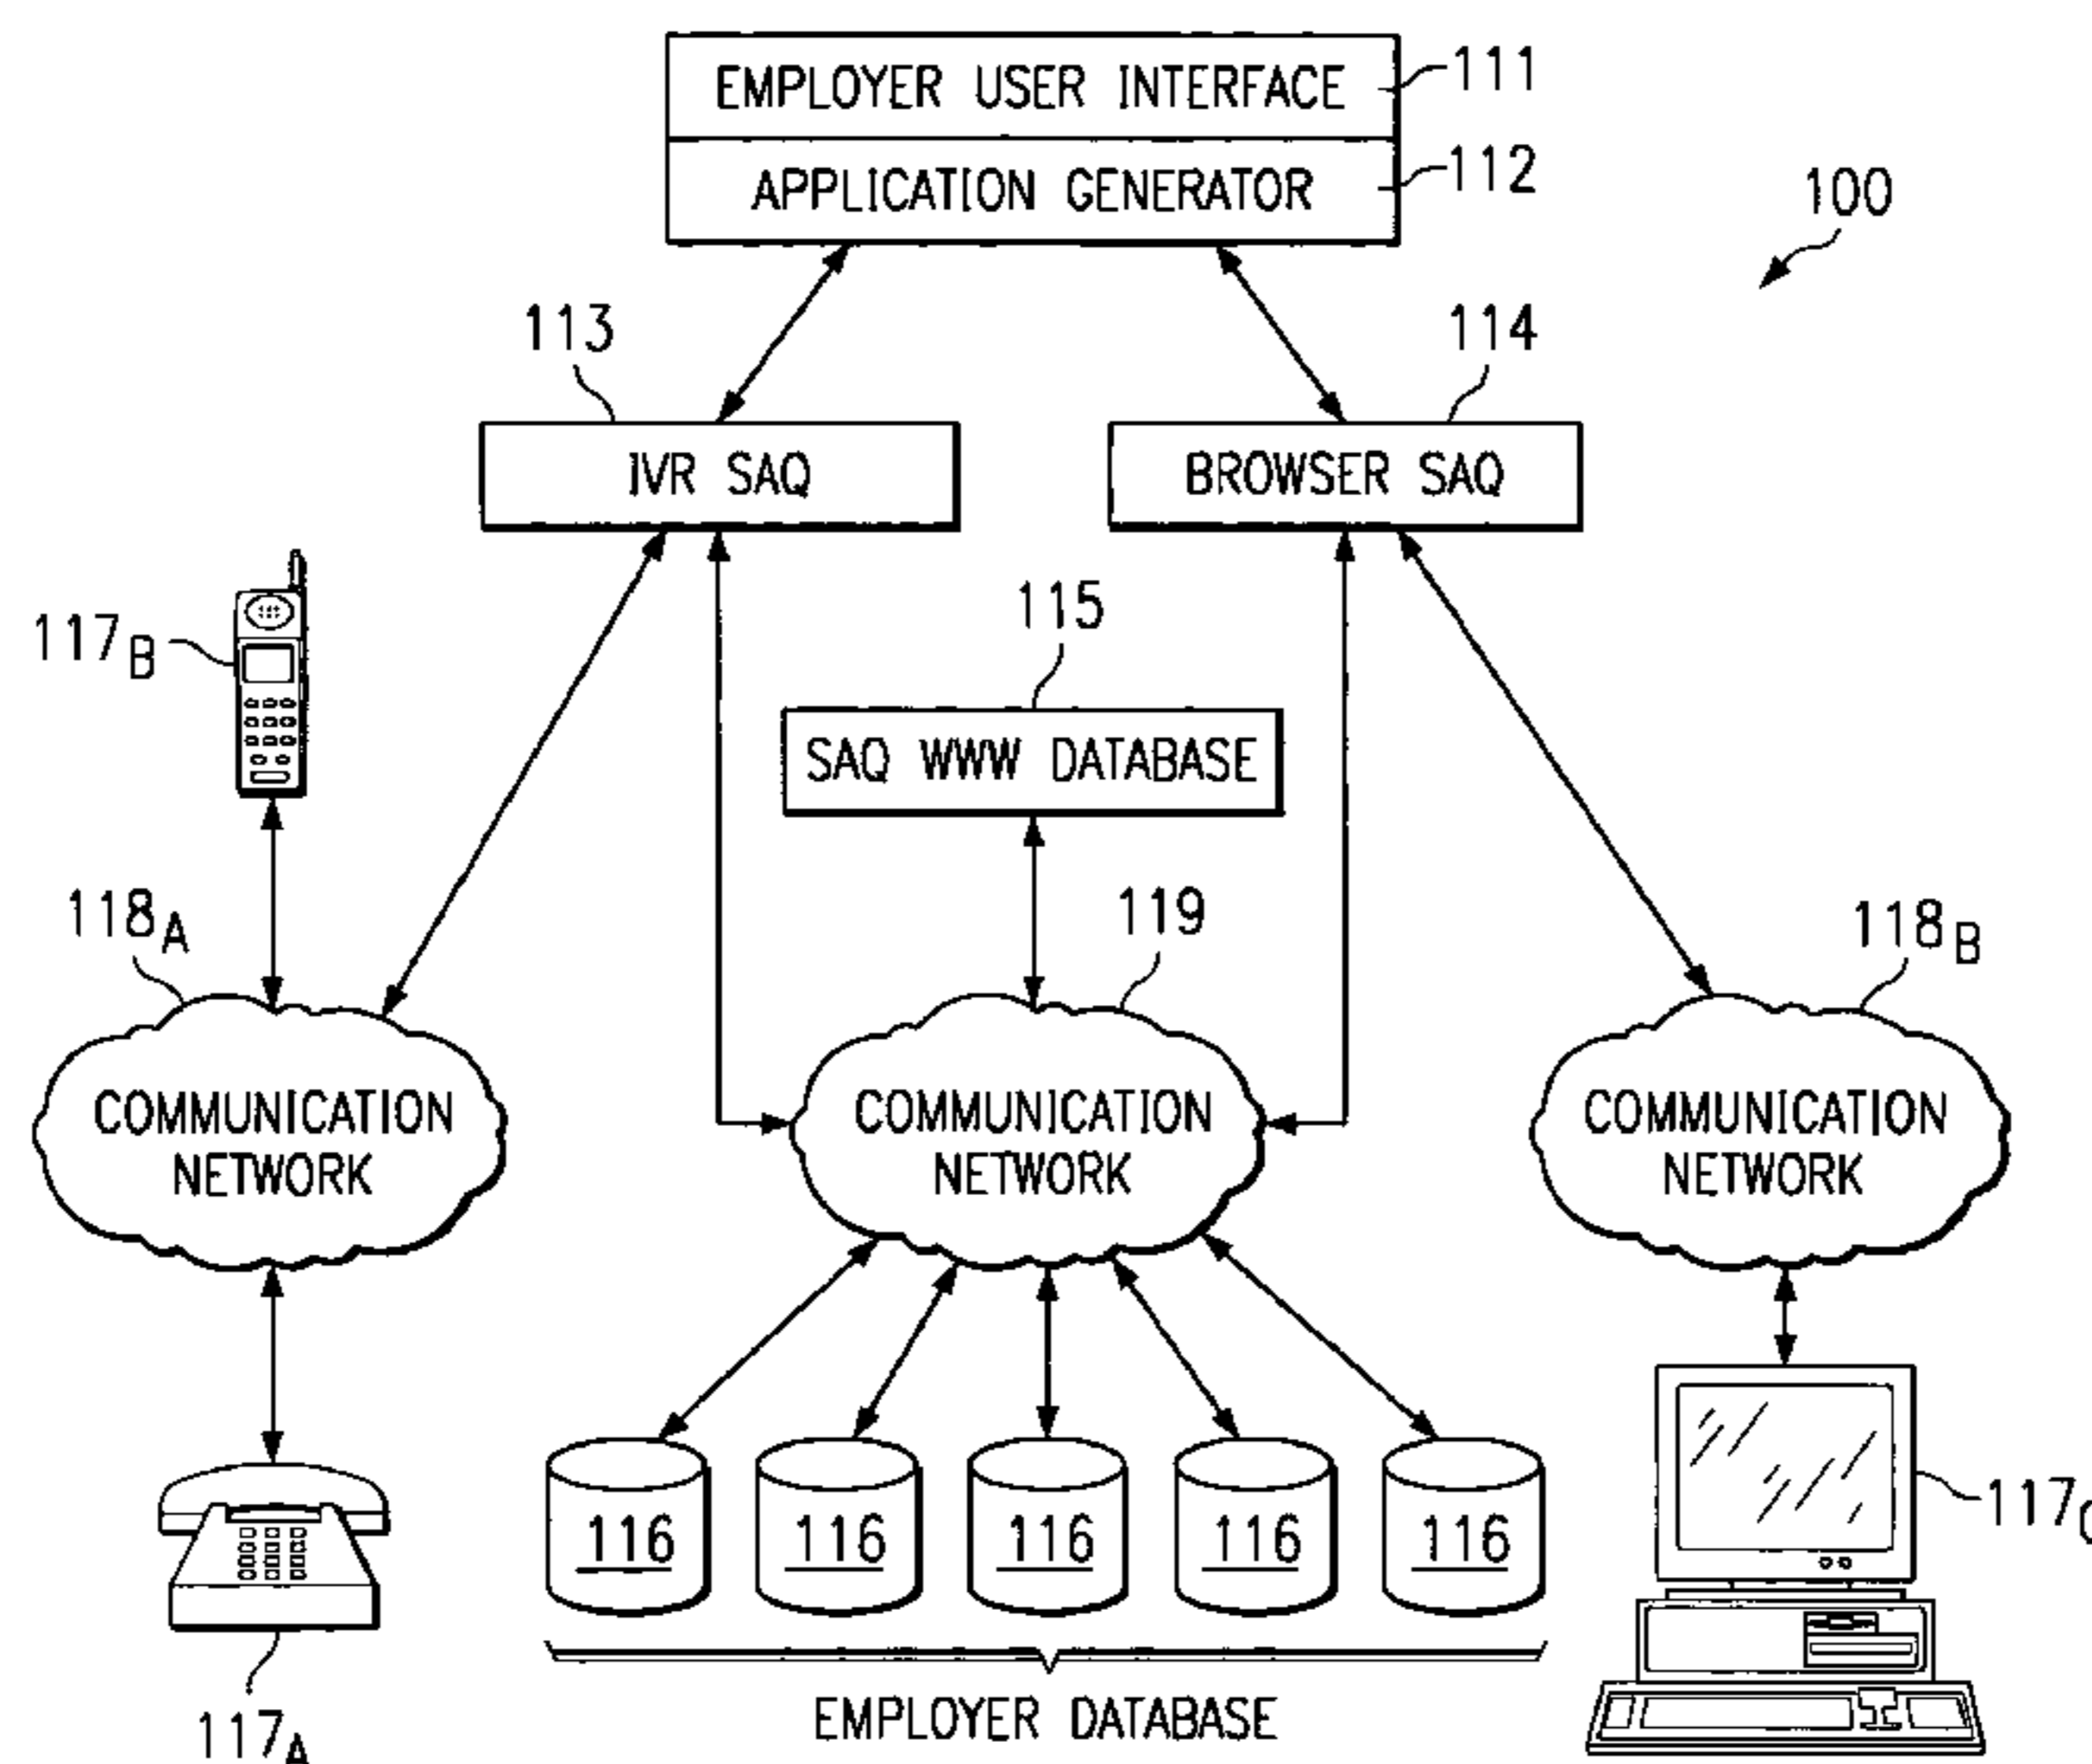 EMPLOYER USER INTERFACE
111
APPLICATION GENERATOR
112
100
113
114
IVR SAQ
BROWSER SAQ
117B
115
SAQ WWW DATABASE
118A
119
118B
COMMUNICATION
NETWORK
COMMUNICATION
NETWORK
COMMUNICATION
NETWORK
116
116
116
116
116
117C
117A
EMPLOYER DATABASE